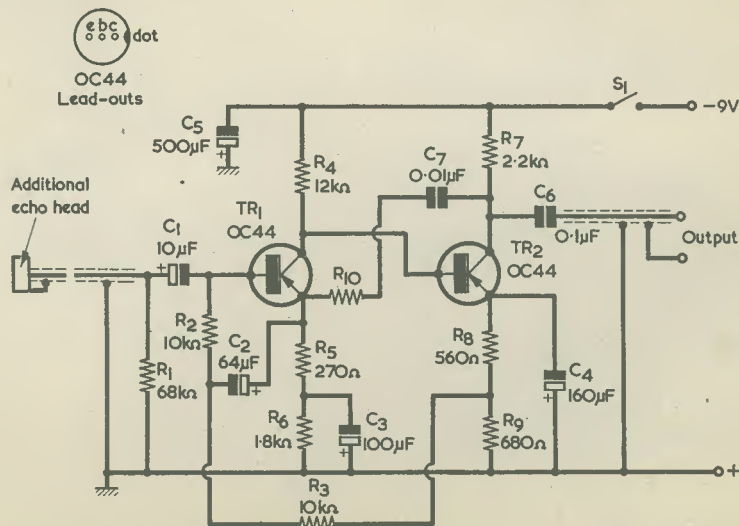 e b c
dot
OC44
Lead-outs
S1
-9V
C5
500µF
+
R4
12kΩ
R7
2·2kΩ
C7
0·01µF
C6
0·1µF
Output
Additional
echo head
C1
10µF
+
TR1
OC44
TR2
OC44
R10
R2
10kΩ
C2
64µF
+
R1
68kΩ
R5
270Ω
R8
560Ω
C4
160µF
+
R6
1·8kΩ
C3
100µF
+
R9
680Ω
+
R3
10kΩ